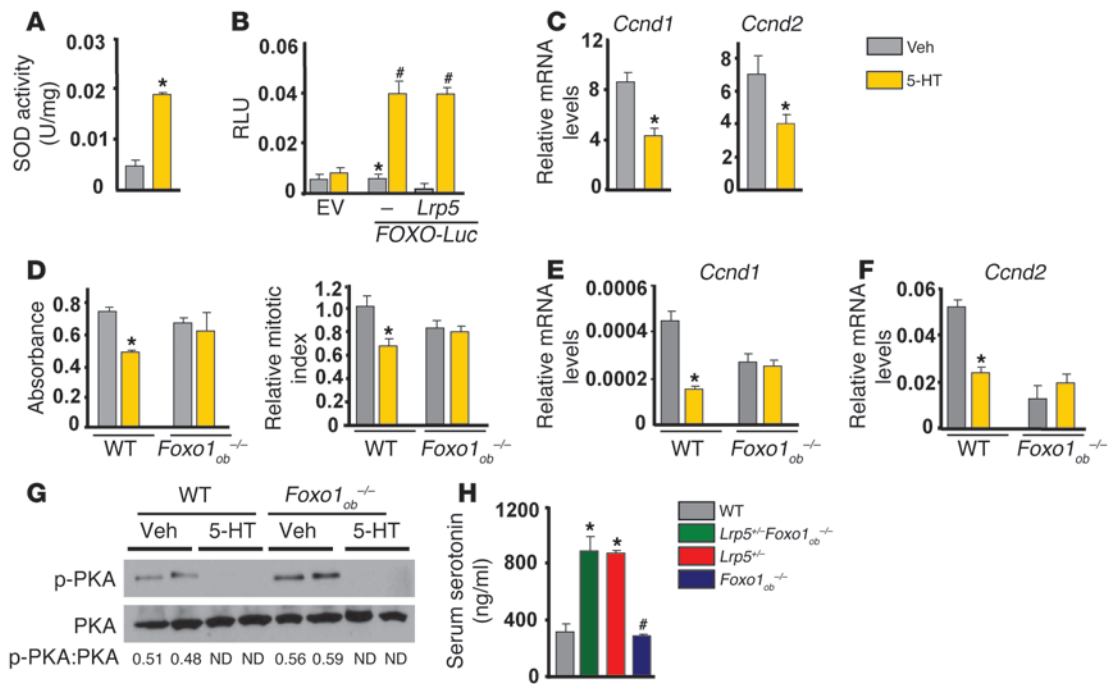 A
SOD activity
(U/mg)
0.03
0.02
0.01
0
*
B
RLU
0.06
0.04
0.02
0
* # #
EV – Lrp5
FOXO-Luc
C
Ccnd1 Ccnd2
Relative mRNA
levels
12
8
4
0
*
8
6
4
2
0
*
Veh
5-HT
D
Absorbance
0.8
0.6
0.4
0.2
0
*
WT Foxo1ob–/–
Relative mitotic
index
1.2
1.0
0.8
0.6
0.4
0.2
0
*
WT Foxo1ob–/–
E
Ccnd1
Relative mRNA
levels
0.0006
0.0004
0.0002
0
*
WT Foxo1ob–/–
F
Ccnd2
Relative mRNA
levels
0.06
0.04
0.02
0
*
WT Foxo1ob–/–
G
WT Foxo1ob–/–
Veh 5-HT Veh 5-HT
p-PKA
PKA
p-PKA:PKA 0.51 0.48 ND ND 0.56 0.59 ND ND
H
Serum serotonin
(ng/ml)
1200
800
400
0
* * #
WT
Lrp5+/–Foxo1ob–/–
Lrp5+/–
Foxo1ob–/–